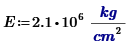 E := 2.1 • 10⁶ kg/cm²